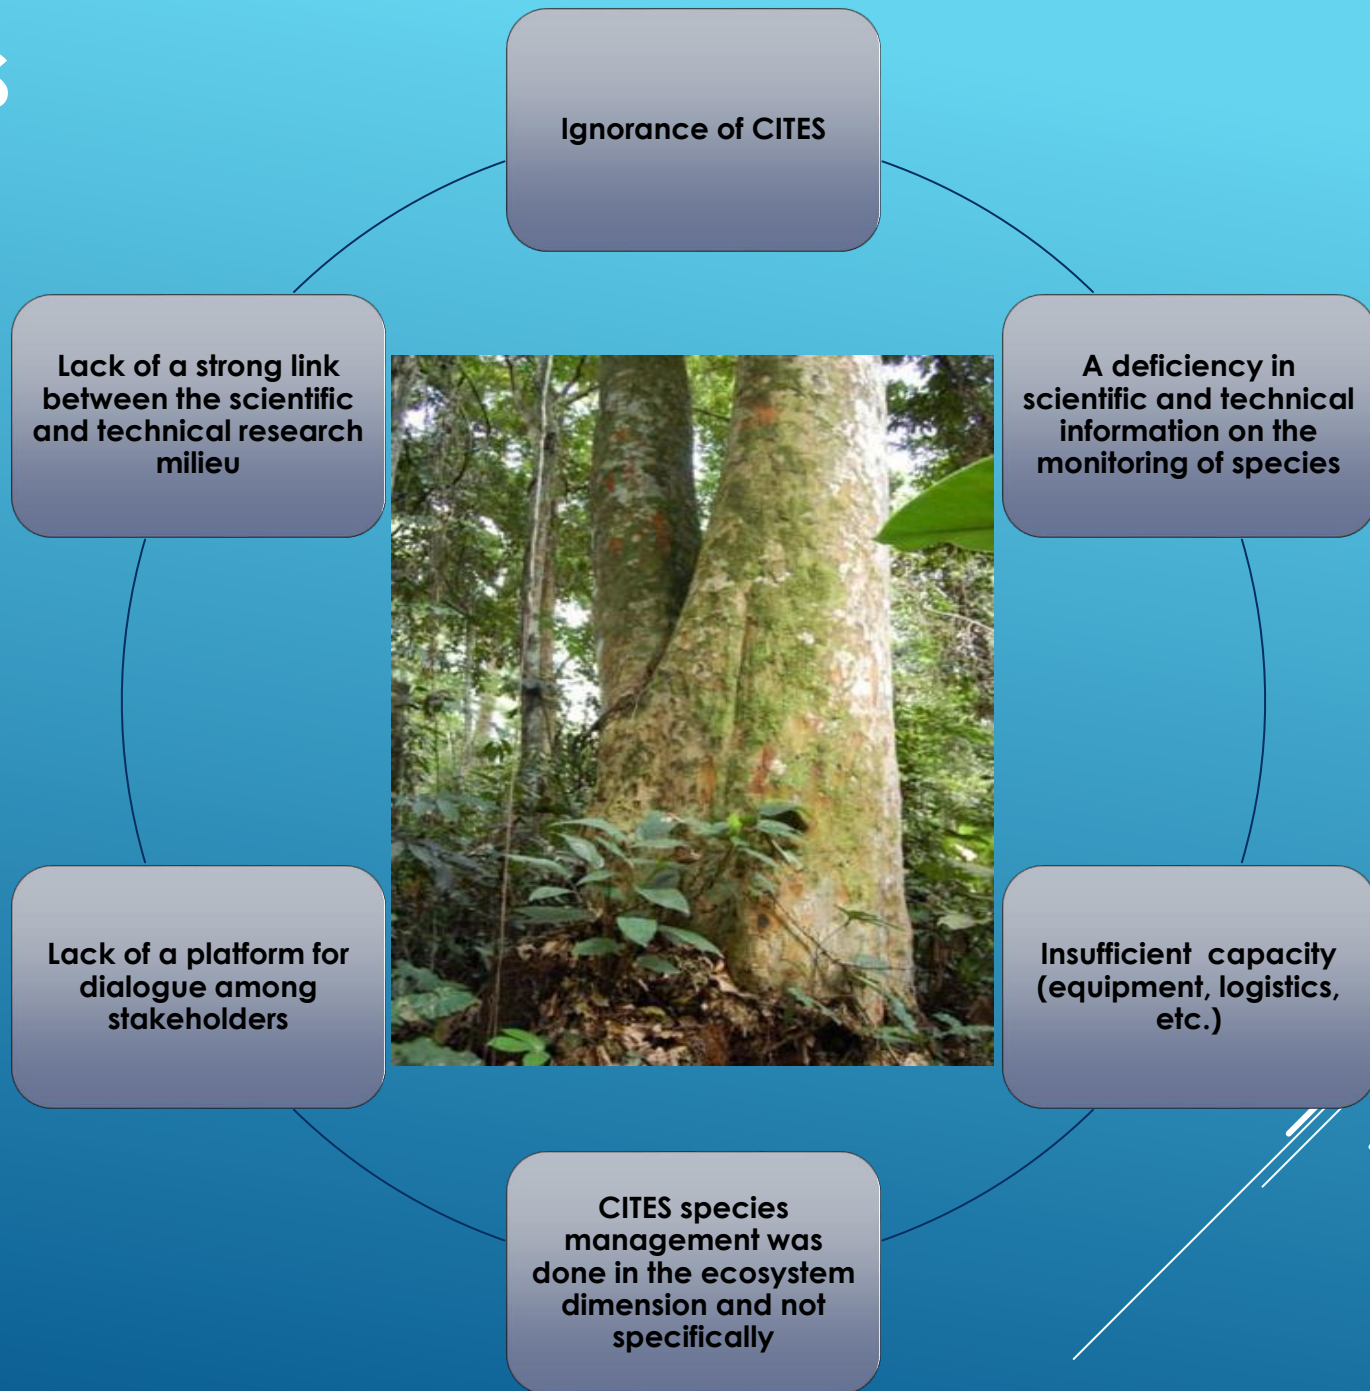 Ignorance of CITES
A deficiency in
scientific and technical
information on the
monitoring of species
Insufficient capacity
(equipment, logistics,
etc.)
CITES species
management was
done in the ecosystem
dimension and not
specifically
Lack of a platform for
dialogue among
stakeholders
Lack of a strong link
between the scientific
and technical research
milieu